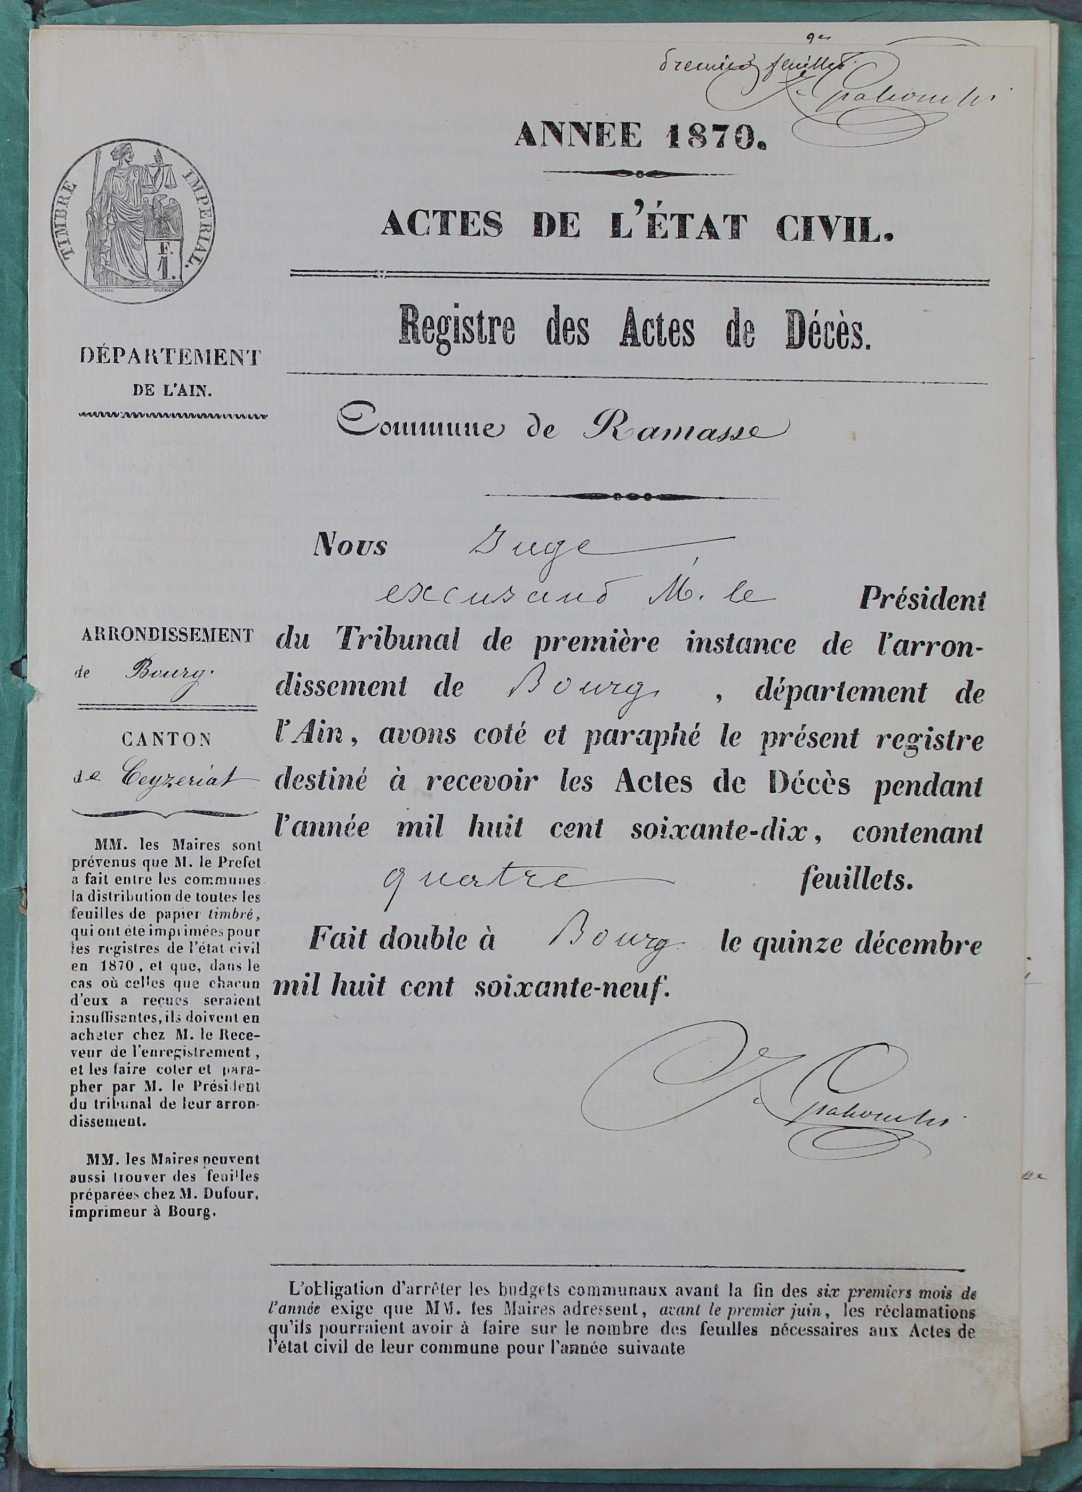 premier feuillet
ANNÉE 1870.
TIMBRE IMPERIAL.
F.
1.
ACTES DE L'ÉTAT CIVIL.
Registre des Actes de Décès.
DÉPARTEMENT
DE L'AIN.
Commune de Ramasse
Nous Juge
excusant M. le Président
du Tribunal de première instance de l'arron-
dissement de Bourg, département de
l'Ain, avons coté et paraphé le présent registre
destiné à recevoir les Actes de Décès pendant
l'année mil huit cent soixante-dix, contenant
quatre feuillets.
Fait double à Bourg le quinze décembre
mil huit cent soixante-neuf.
ARRONDISSEMENT
de Bourg.
CANTON
de Ceyzeriat
MM. les Maires sont
prévenus que M. le Prefet
a fait entre les communes
la distribution de toutes les
feuilles de papier timbré,
qui ont éte imprimées pour
les registres de l'état civil
en 1870, et que, dans le
cas où celles que chacun
d'eux a reçues seraient
insuffisantes, ils doivent en
acheter chez M. le Rece-
veur de l'enregistrement,
et les faire coter et para-
pher par M. le Président
du tribunal de leur arron-
dissement.
MM. les Maires peuvent
aussi trouver des feuilles
préparées chez M. Dufour,
imprimeur à Bourg.
L'obligation d'arrêter les budgets communaux avant la fin des six premiers mois de
l'année exige que MM. les Maires adressent, avant le premier juin, les réclamations
qu'ils pourraient avoir à faire sur le nombre des feuilles nécessaires aux Actes de
l'état civil de leur commune pour l'année suivante